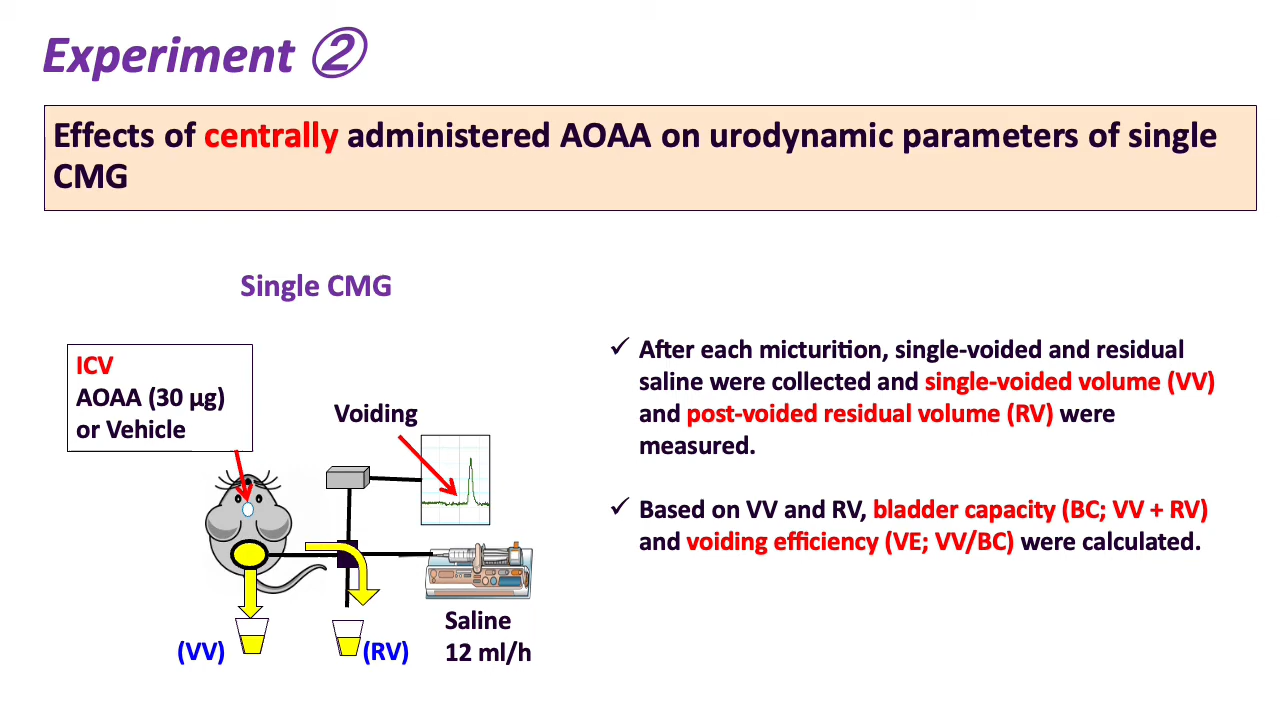 Experiment ②
Effects of centrally administered AOAA on urodynamic parameters of single
CMG
Single CMG
ICV
AOAA (30 μg)
or Vehicle
Voiding
(VV)
(RV)
Saline
12 ml/h
✓ After each micturition, single-voided and residual
saline were collected and single-voided volume (VV)
and post-voided residual volume (RV) were
measured.
✓ Based on VV and RV, bladder capacity (BC; VV + RV)
and voiding efficiency (VE; VV/BC) were calculated.